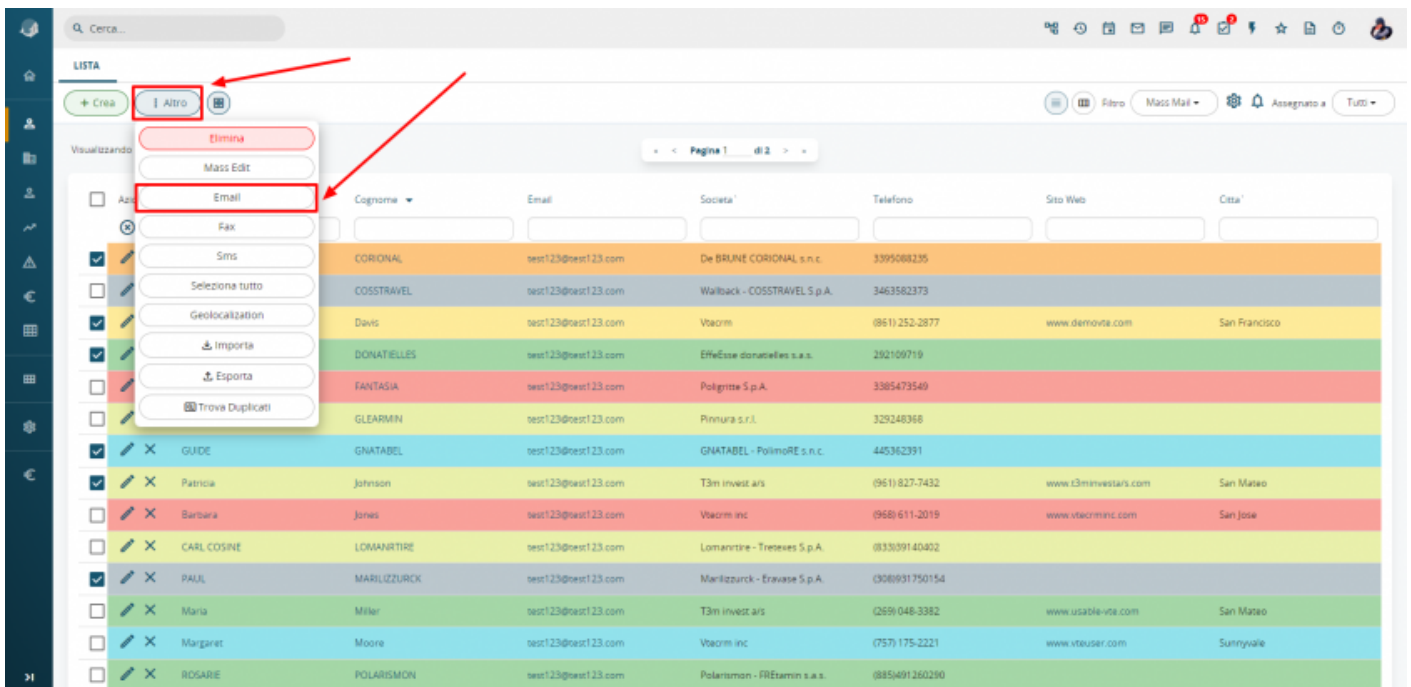 Cerca...
11 2
LISTA
+ Crea Altro Filtro Mass Mail Assegnato a Tutti
Elimina
Visualizzando Pagina 1 di 2
Mass Edit
Email
Azio Cognome Email Societa' Telefono Sito Web Citta'
Fax
Sms
Seleziona tutto
Geolocalization
Importa
Esporta
Trova Duplicati
CORIONAL test123@test123.com De BRUNE CORIONAL s.n.c. 3395088235
COSSTRAVEL test123@test123.com Wallback - COSSTRAVEL S.p.A. 3463582373
Davis test123@test123.com Vtecrm (861) 252-2877 www.demovte.com San Francisco
DONATIELLES test123@test123.com EffeEsse donatielles s.a.s. 292109719
FANTASIA test123@test123.com Poligritte S.p.A. 3385473549
GLEARMIN test123@test123.com Pinnura s.r.l. 329248368
GUIDE GNATABEL test123@test123.com GNATABEL - PolimoRE s.n.c. 445362391
Patricia Johnson test123@test123.com T3m invest a/s (961) 827-7432 www.t3minvesta/s.com San Mateo
Barbara Jones test123@test123.com Vtecrm inc (968) 611-2019 www.vtecrminc.com San Jose
CARL COSINE LOMANRTIRE test123@test123.com Lomanrtire - Tretexes S.p.A. (833)39140402
PAUL MARILIZZURCK test123@test123.com Marilizzurck - Eravase S.p.A. (308)931750154
Maria Miller test123@test123.com T3m invest a/s (269) 048-3382 www.usable-vte.com San Mateo
Margaret Moore test123@test123.com Vtecrm inc (757) 175-2221 www.vteuser.com Sunnyvale
ROSARIE POLARISMON test123@test123.com Polarismon - FREtamin s.a.s. (885)491260290